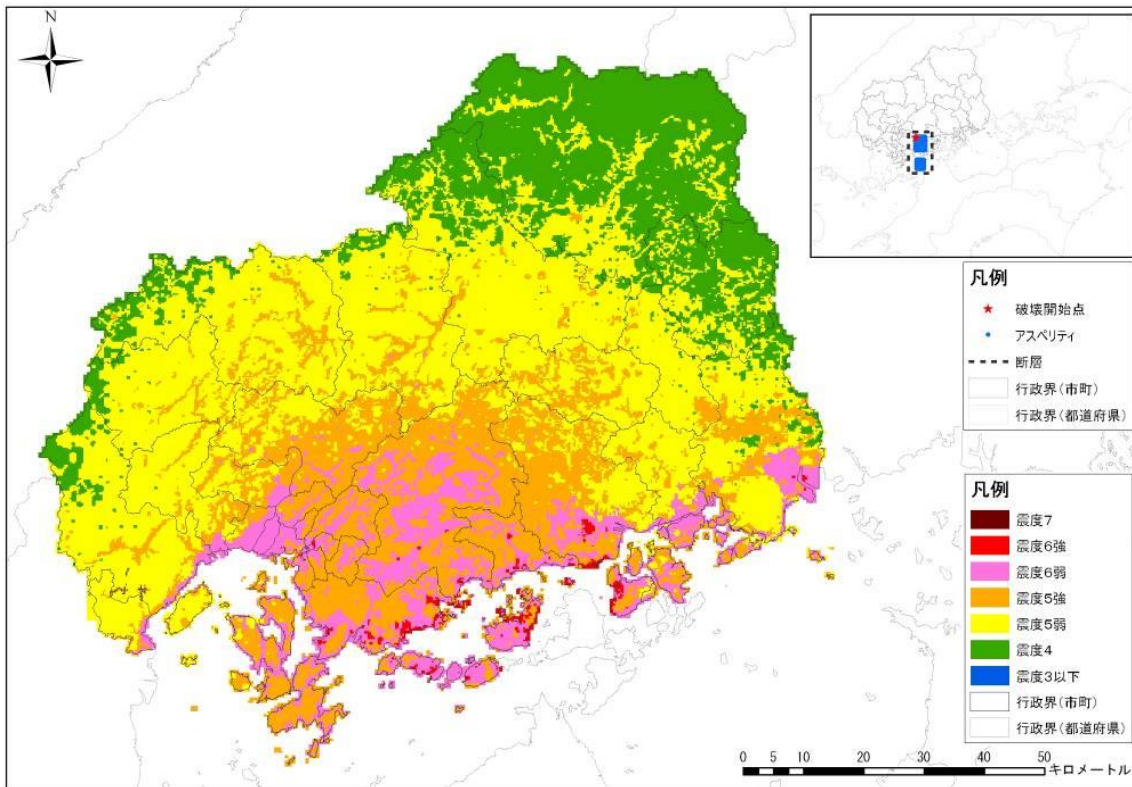 N
凡例
破壊開始点
アスペリティ
断層
行政界(市町)
行政界(都道府県)
凡例
震度7
震度6強
震度6弱
震度5強
震度5弱
震度4
震度3以下
行政界(市町)
行政界(都道府県)
0 5 10 20 30 40 50
キロメートル